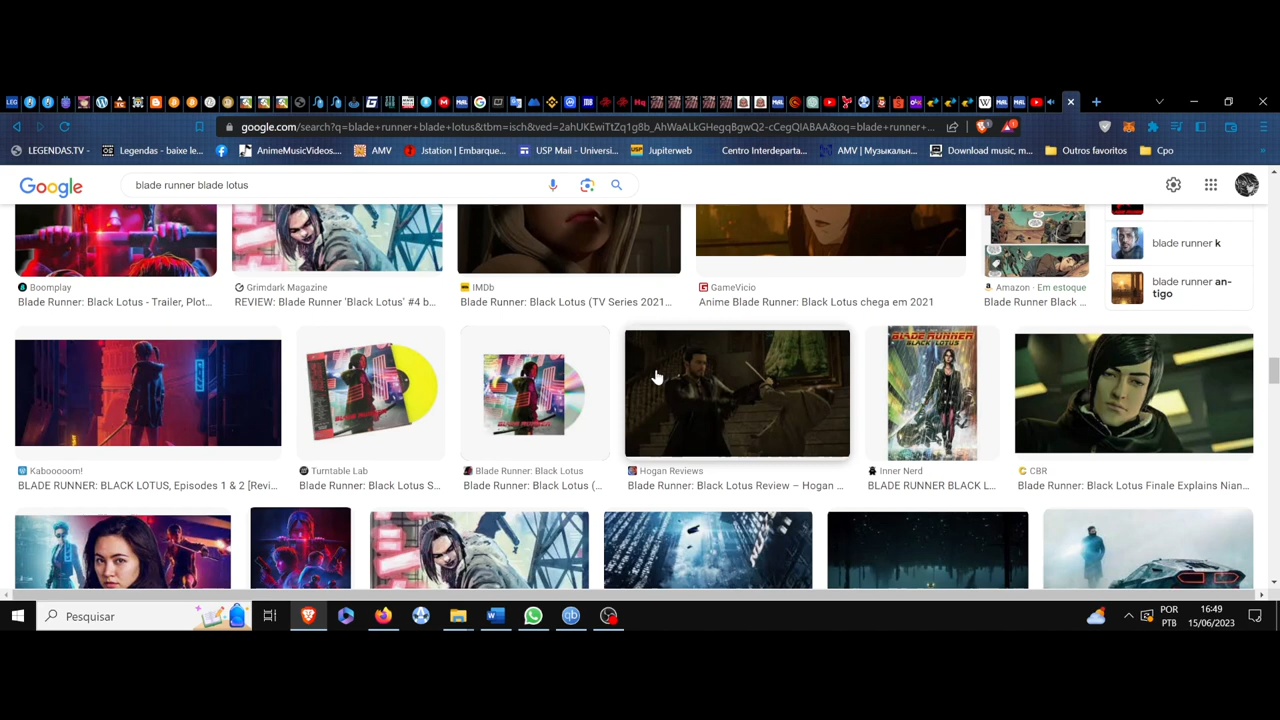 google.com/search?q=blade+runner+blade+lotus&tbm=isch&ved=2ahUKEwiTtZq1g8b_AhWaALkGHegqBgwQ2-cCegQIABAA&oq=blade+runner+...
LEGENDAS.TV -
Legendas - baixe le...
AnimeMusicVideos....
AMV
Jstation | Embarque...
USP Mail - Universi...
Jupiterweb
Centro Interdeparta...
AMV | Музыкальн...
Download music, m...
Outros favoritos
Cpo
Google
blade runner blade lotus
blade runner k
blade runner an-
tigo
Boomplay
Blade Runner: Black Lotus - Trailer, Plot...
Grimdark Magazine
REVIEW: Blade Runner 'Black Lotus' #4 b...
IMDb
Blade Runner: Black Lotus (TV Series 2021...
GameVicio
Anime Blade Runner: Black Lotus chega em 2021
Amazon · Em estoque
Blade Runner Black ...
BLADE RUNNER
BLACK LOTUS
Kabooooom!
BLADE RUNNER: BLACK LOTUS, Episodes 1 & 2 [Revi...
Turntable Lab
Blade Runner: Black Lotus S...
Blade Runner: Black Lotus
Blade Runner: Black Lotus (...
Hogan Reviews
Blade Runner: Black Lotus Review – Hogan ...
Inner Nerd
BLADE RUNNER BLACK L...
CBR
Blade Runner: Black Lotus Finale Explains Nian...
Pesquisar
POR
PTB
16:49
15/06/2023